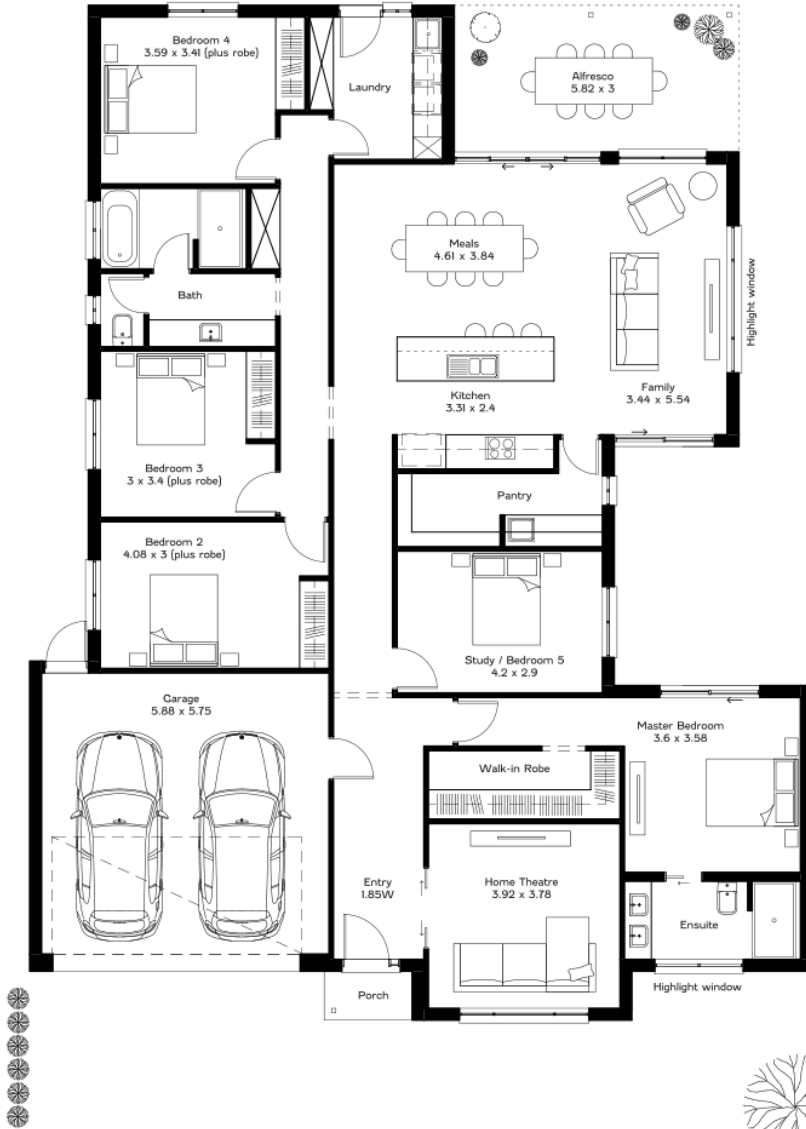 Bedroom 4
3.59 x 3.41 (plus robe)
Laundry
Alfresco
5.82 x 3
Meals
4.61 x 3.84
Bath
Highlight window
Kitchen
3.31 x 2.4
Family
3.44 x 5.54
Bedroom 3
3 x 3.4 (plus robe)
Pantry
Bedroom 2
4.08 x 3 (plus robe)
Study / Bedroom 5
4.2 x 2.9
Garage
5.88 x 5.75
Master Bedroom
3.6 x 3.58
Walk-in Robe
Entry
1.85W
Home Theatre
3.92 x 3.78
Ensuite
Porch
Highlight window